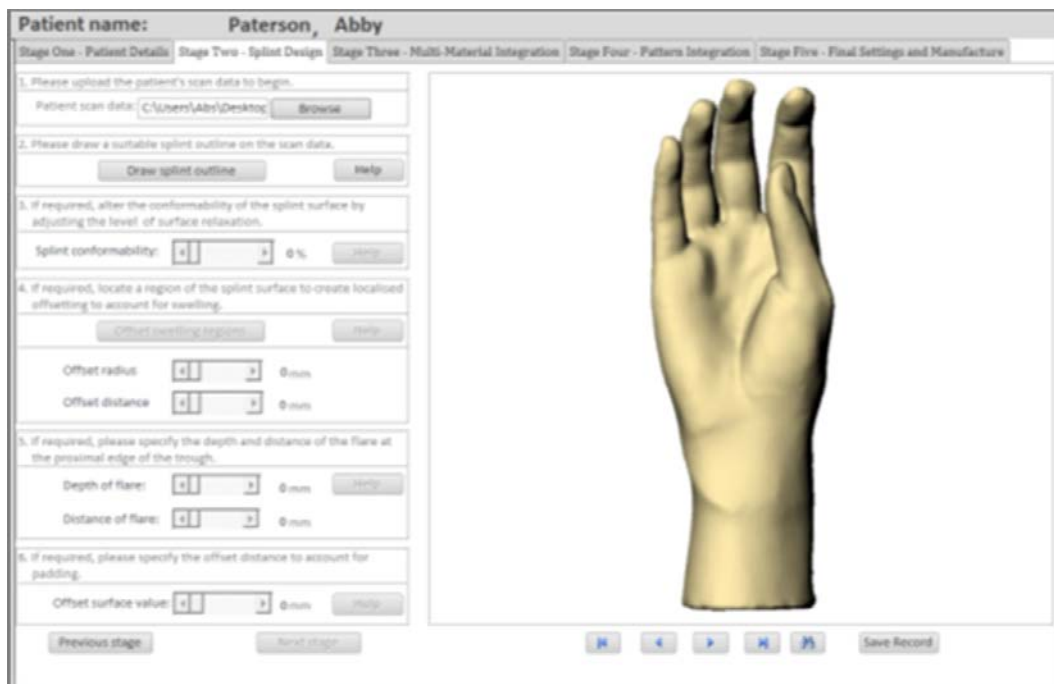 Patient name: Paterson, Abby
Stage One - Patient Details Stage Two - Splint Design Stage Three - Multi-Material Integration Stage Four - Pattern Integration Stage Five - Final Settings and Manufacture
1. Please upload the patient's scan data to begin.
Patient scan data: C:\Users\Abs\Desktop Browse
2. Please draw a suitable splint outline on the scan data.
Draw splint outline Help
3. If required, alter the conformability of the splint surface by
adjusting the level of surface relaxation.
Splint conformability: 0 % Help
4. If required, locate a region of the splint surface to create localised
offsetting to account for swelling.
Offset swelling regions Help
Offset radius 0 mm
Offset distance 0 mm
5. If required, please specify the depth and distance of the flare at
the proximal edge of the trough.
Depth of flare: 0 mm Help
Distance of flare: 0 mm
6. If required, please specify the offset distance to account for
padding.
Offset surface value: 0 mm Help
Previous stage Next stage Save Record